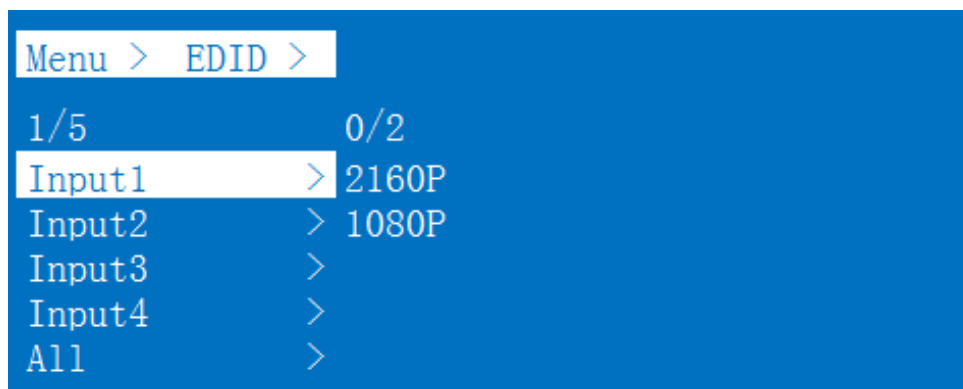 Menu > EDID >
1/5 0/2
Input1 > 2160P
Input2 > 1080P
Input3 >
Input4 >
All >